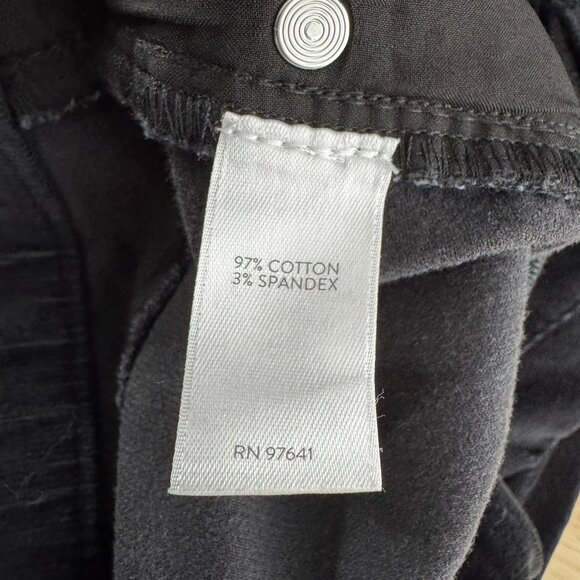 97% COTTON
3% SPANDEX
RN 97641